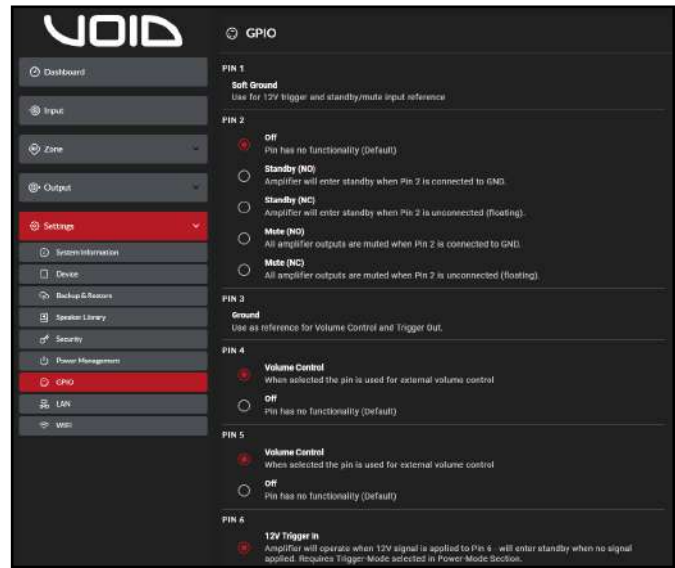 VOID
GPIO
Dashboard
Input
Zone
Output
Settings
System Information
Device
Backup & Restore
Speaker Library
Security
Power Management
GPIO
LAN
WiFi
PIN 1
Soft Ground
Use for 12V trigger and standby/mute input reference
PIN 2
Off
Pin has no functionality (Default)
Standby (NO)
Amplifier will enter standby when Pin 2 is connected to GND.
Standby (NC)
Amplifier will enter standby when Pin 2 is unconnected (floating).
Mute (NO)
All amplifier outputs are muted when Pin 2 is connected to GND.
Mute (NC)
All amplifier outputs are muted when Pin 2 is unconnected (floating).
PIN 3
Ground
Use as reference for Volume Control and Trigger Out.
PIN 4
Volume Control
When selected the pin is used for external volume control
Off
Pin has no functionality (Default)
PIN 5
Volume Control
When selected the pin is used for external volume control
Off
Pin has no functionality (Default)
PIN 6
12V Trigger In
Amplifier will operate when 12V signal is applied to Pin 6 will enter standby when no signal
applied. Requires Trigger-Mode selected in Power-Mode Section.